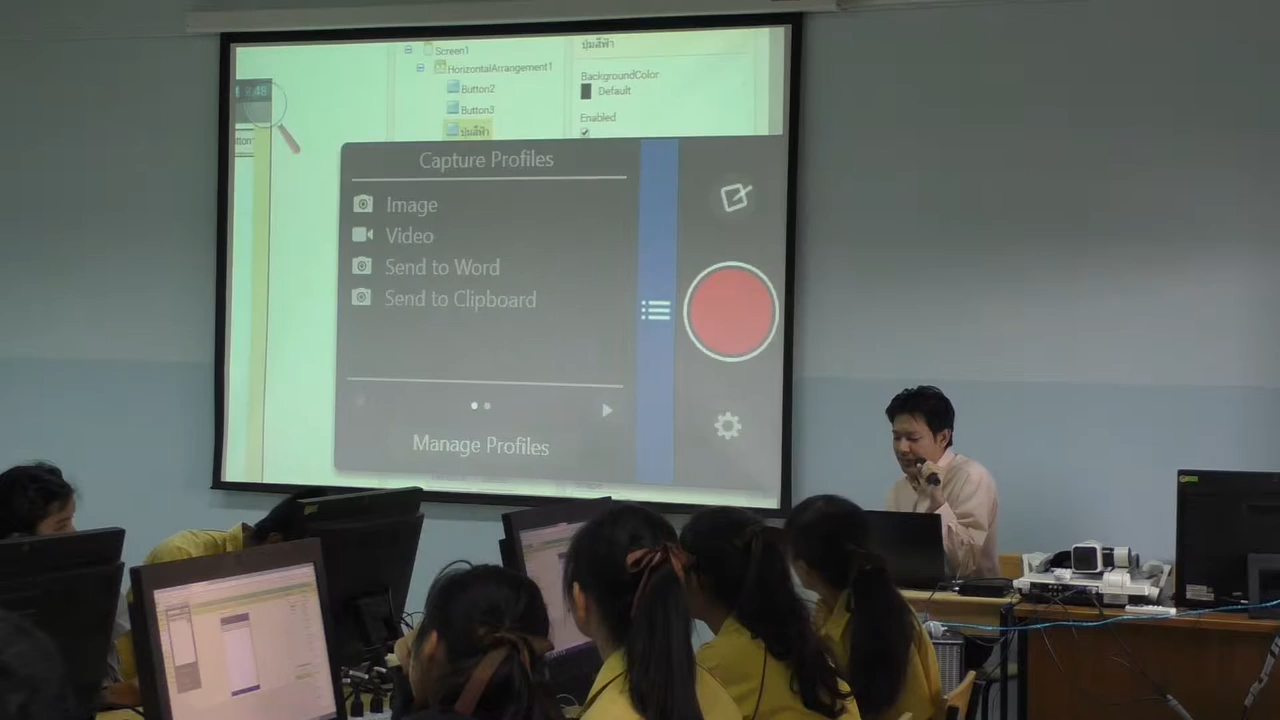 Screen1
HorizontalArrangement1
Button2
Button3
ปุ่มสีฟ้า
ปุ่มสีฟ้า
BackgroundColor
Default
Enabled
Capture Profiles
Image
Video
Send to Word
Send to Clipboard
Manage Profiles